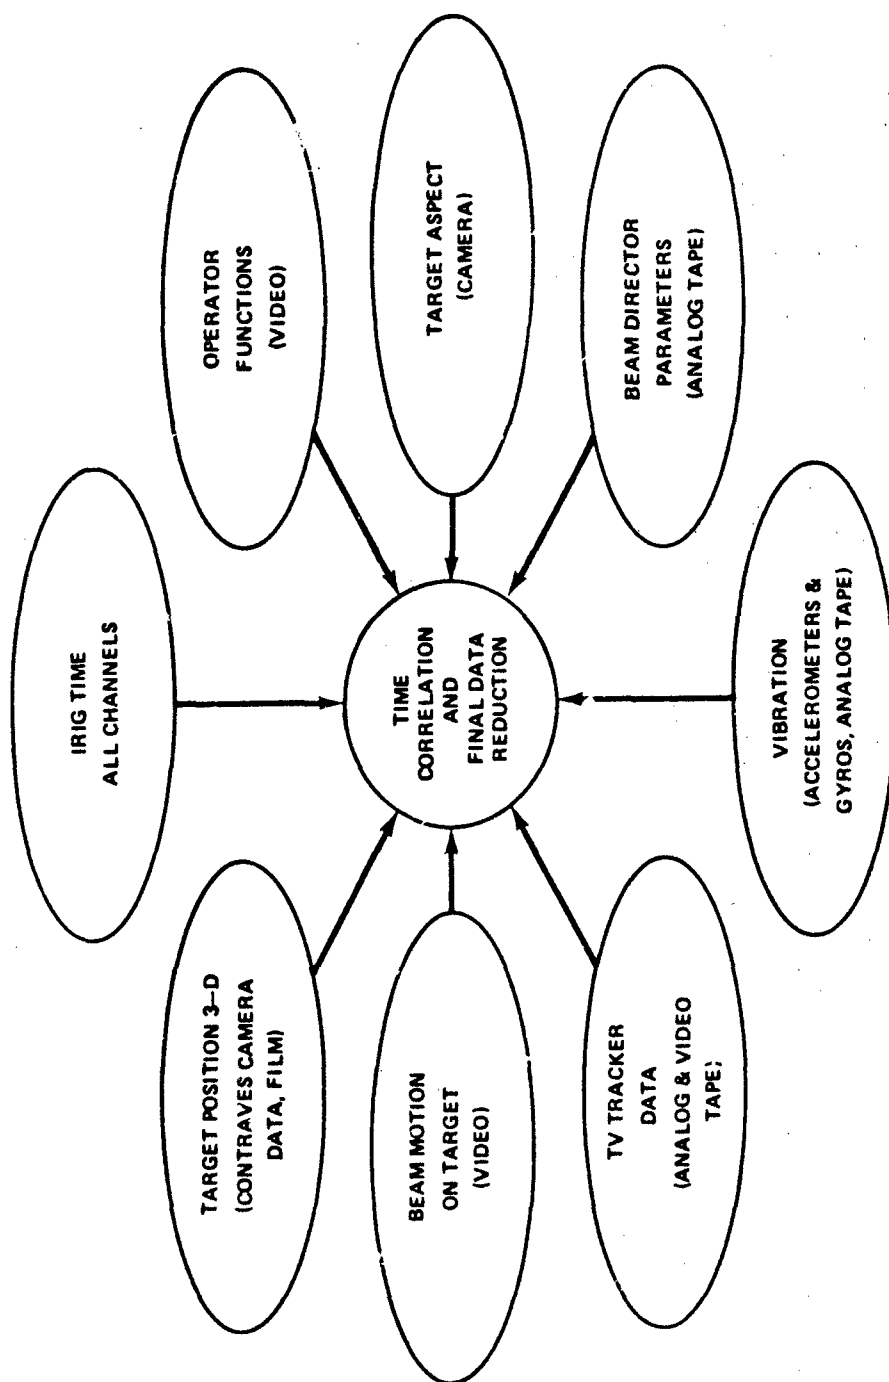 IRIG TIME
ALL CHANNELS
TARGET POSITION 3-D
(CONTRAVES CAMERA
DATA, FILM)
OPERATOR
FUNCTIONS
(VIDEO)
BEAM MOTION
ON TARGET
(VIDEO)
TIME
CORRELATION
AND
FINAL DATA
REDUCTION
TARGET ASPECT
(CAMERA)
TV TRACKER
DATA
(ANALOG & VIDEO
TAPE;
BEAM DIRECTOR
PARAMETERS
(ANALOG TAPE)
VIBRATION
(ACCELEROMETERS &
GYROS, ANALOG TAPE)